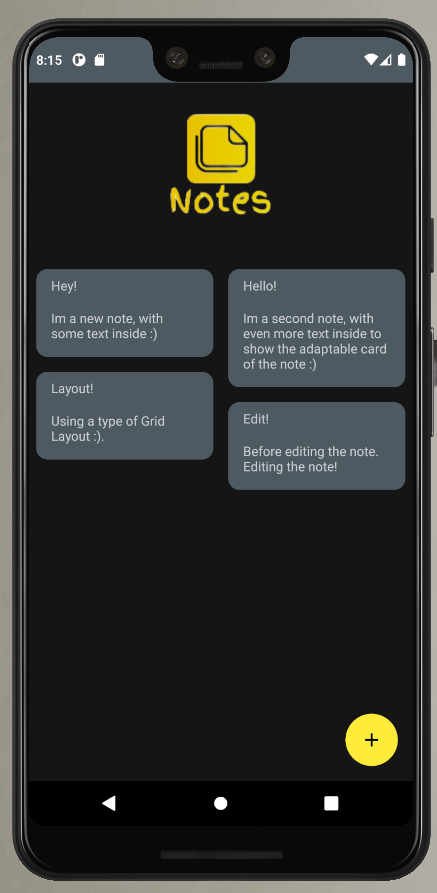 8:15
Notes
Hey!
Im a new note, with
some text inside :)
Hello!
Im a second note, with
even more text inside to
show the adaptable card
of the note :)
Layout!
Using a type of Grid
Layout :).
Edit!
Before editing the note.
Editing the note!
+